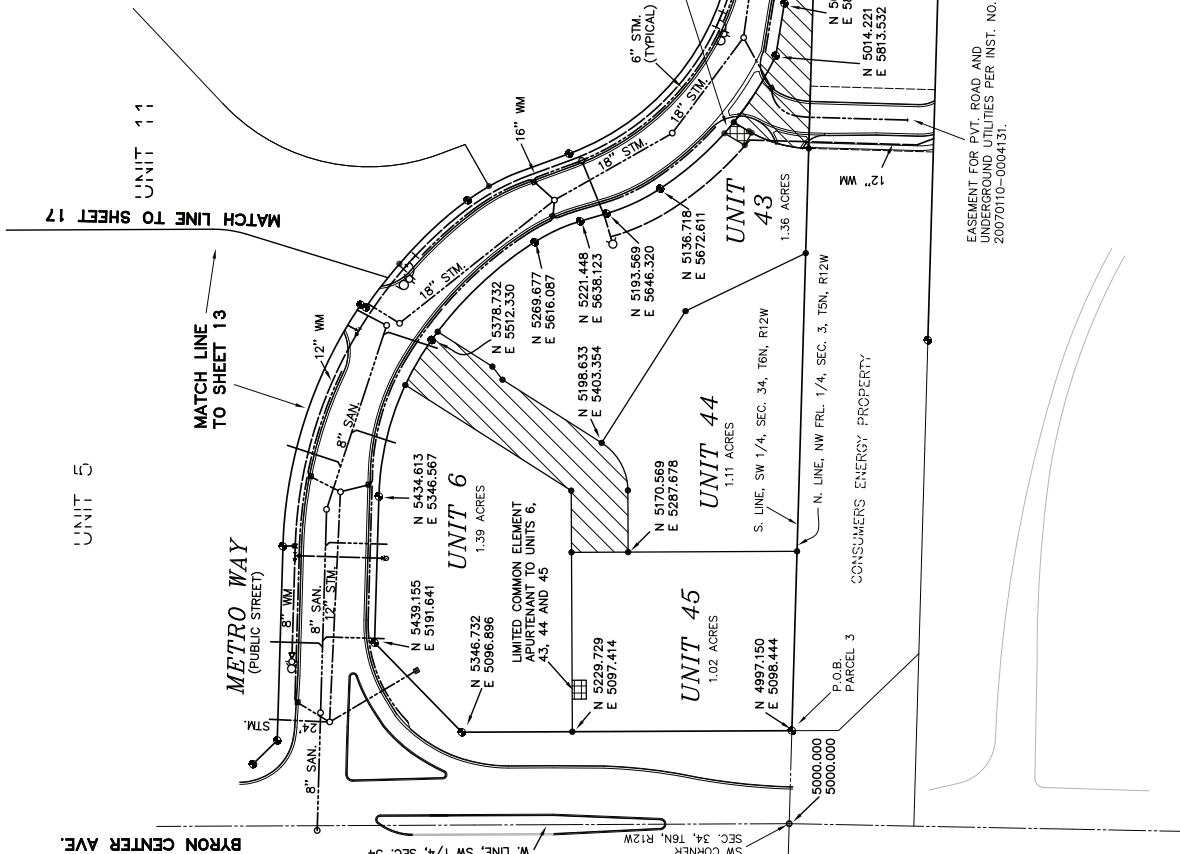 UNIT 11
MATCH LINE TO SHEET 17
MATCH LINE
TO SHEET 13
UNIT 5
METRO WAY
(PUBLIC STREET)
BYRON CENTER AVE.
6" STM.
(TYPICAL)
18" STM.
16" WM
18" STM.
18" STM.
12" WM
8" SAN.
8" WM
8" SAN.
12" STM.
24"
STM.
8" SAN.
12" WM
N 5014.221
E 5813.532
EASEMENT FOR PVT. ROAD AND
UNDERGROUND UTILITIES PER INST. NO.
20070110-0004131.
UNIT
43
1.36 ACRES
N 5136.718
E 5672.611
N 5193.569
E 5646.320
N 5221.448
E 5638.123
N 5269.677
E 5616.087
N 5378.732
E 5512.330
N 5198.633
E 5403.354
N 5434.613
E 5346.567
UNIT 6
1.39 ACRES
UNIT 44
1.11 ACRES
N 5170.569
E 5287.678
S. LINE, SW 1/4, SEC. 34, T6N, R12W
N. LINE, NW FRL. 1/4, SEC. 3, T5N, R12W
CONSUMERS ENERGY PROPERTY
LIMITED COMMON ELEMENT
APURTENANT TO UNITS 6,
43, 44 AND 45
N 5439.155
E 5191.641
N 5346.732
E 5096.896
N 5229.729
E 5097.414
UNIT 45
1.02 ACRES
N 4997.150
E 5098.444
P.O.B.
PARCEL 3
5000.000
5000.000
SW CORNER
SEC. 34, T6N, R12W
W. LINE, SW 1/4, SEC. 34